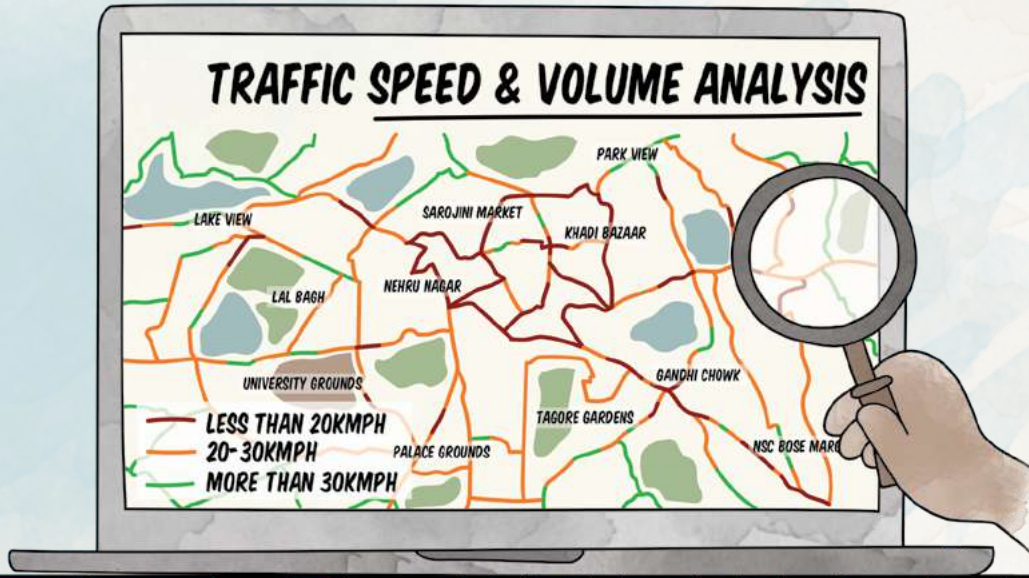 TRAFFIC SPEED & VOLUME ANALYSIS
PARK VIEW
LAKE VIEW
SAROJINI MARKET
KHADI BAZAAR
NEHRU NAGAR
LAL BAGH
GANDHI CHOWK
UNIVERSITY GROUNDS
TAGORE GARDENS
NSC BOSE MARG
PALACE GROUNDS
LESS THAN 20KMPH
20-30KMPH
MORE THAN 30KMPH